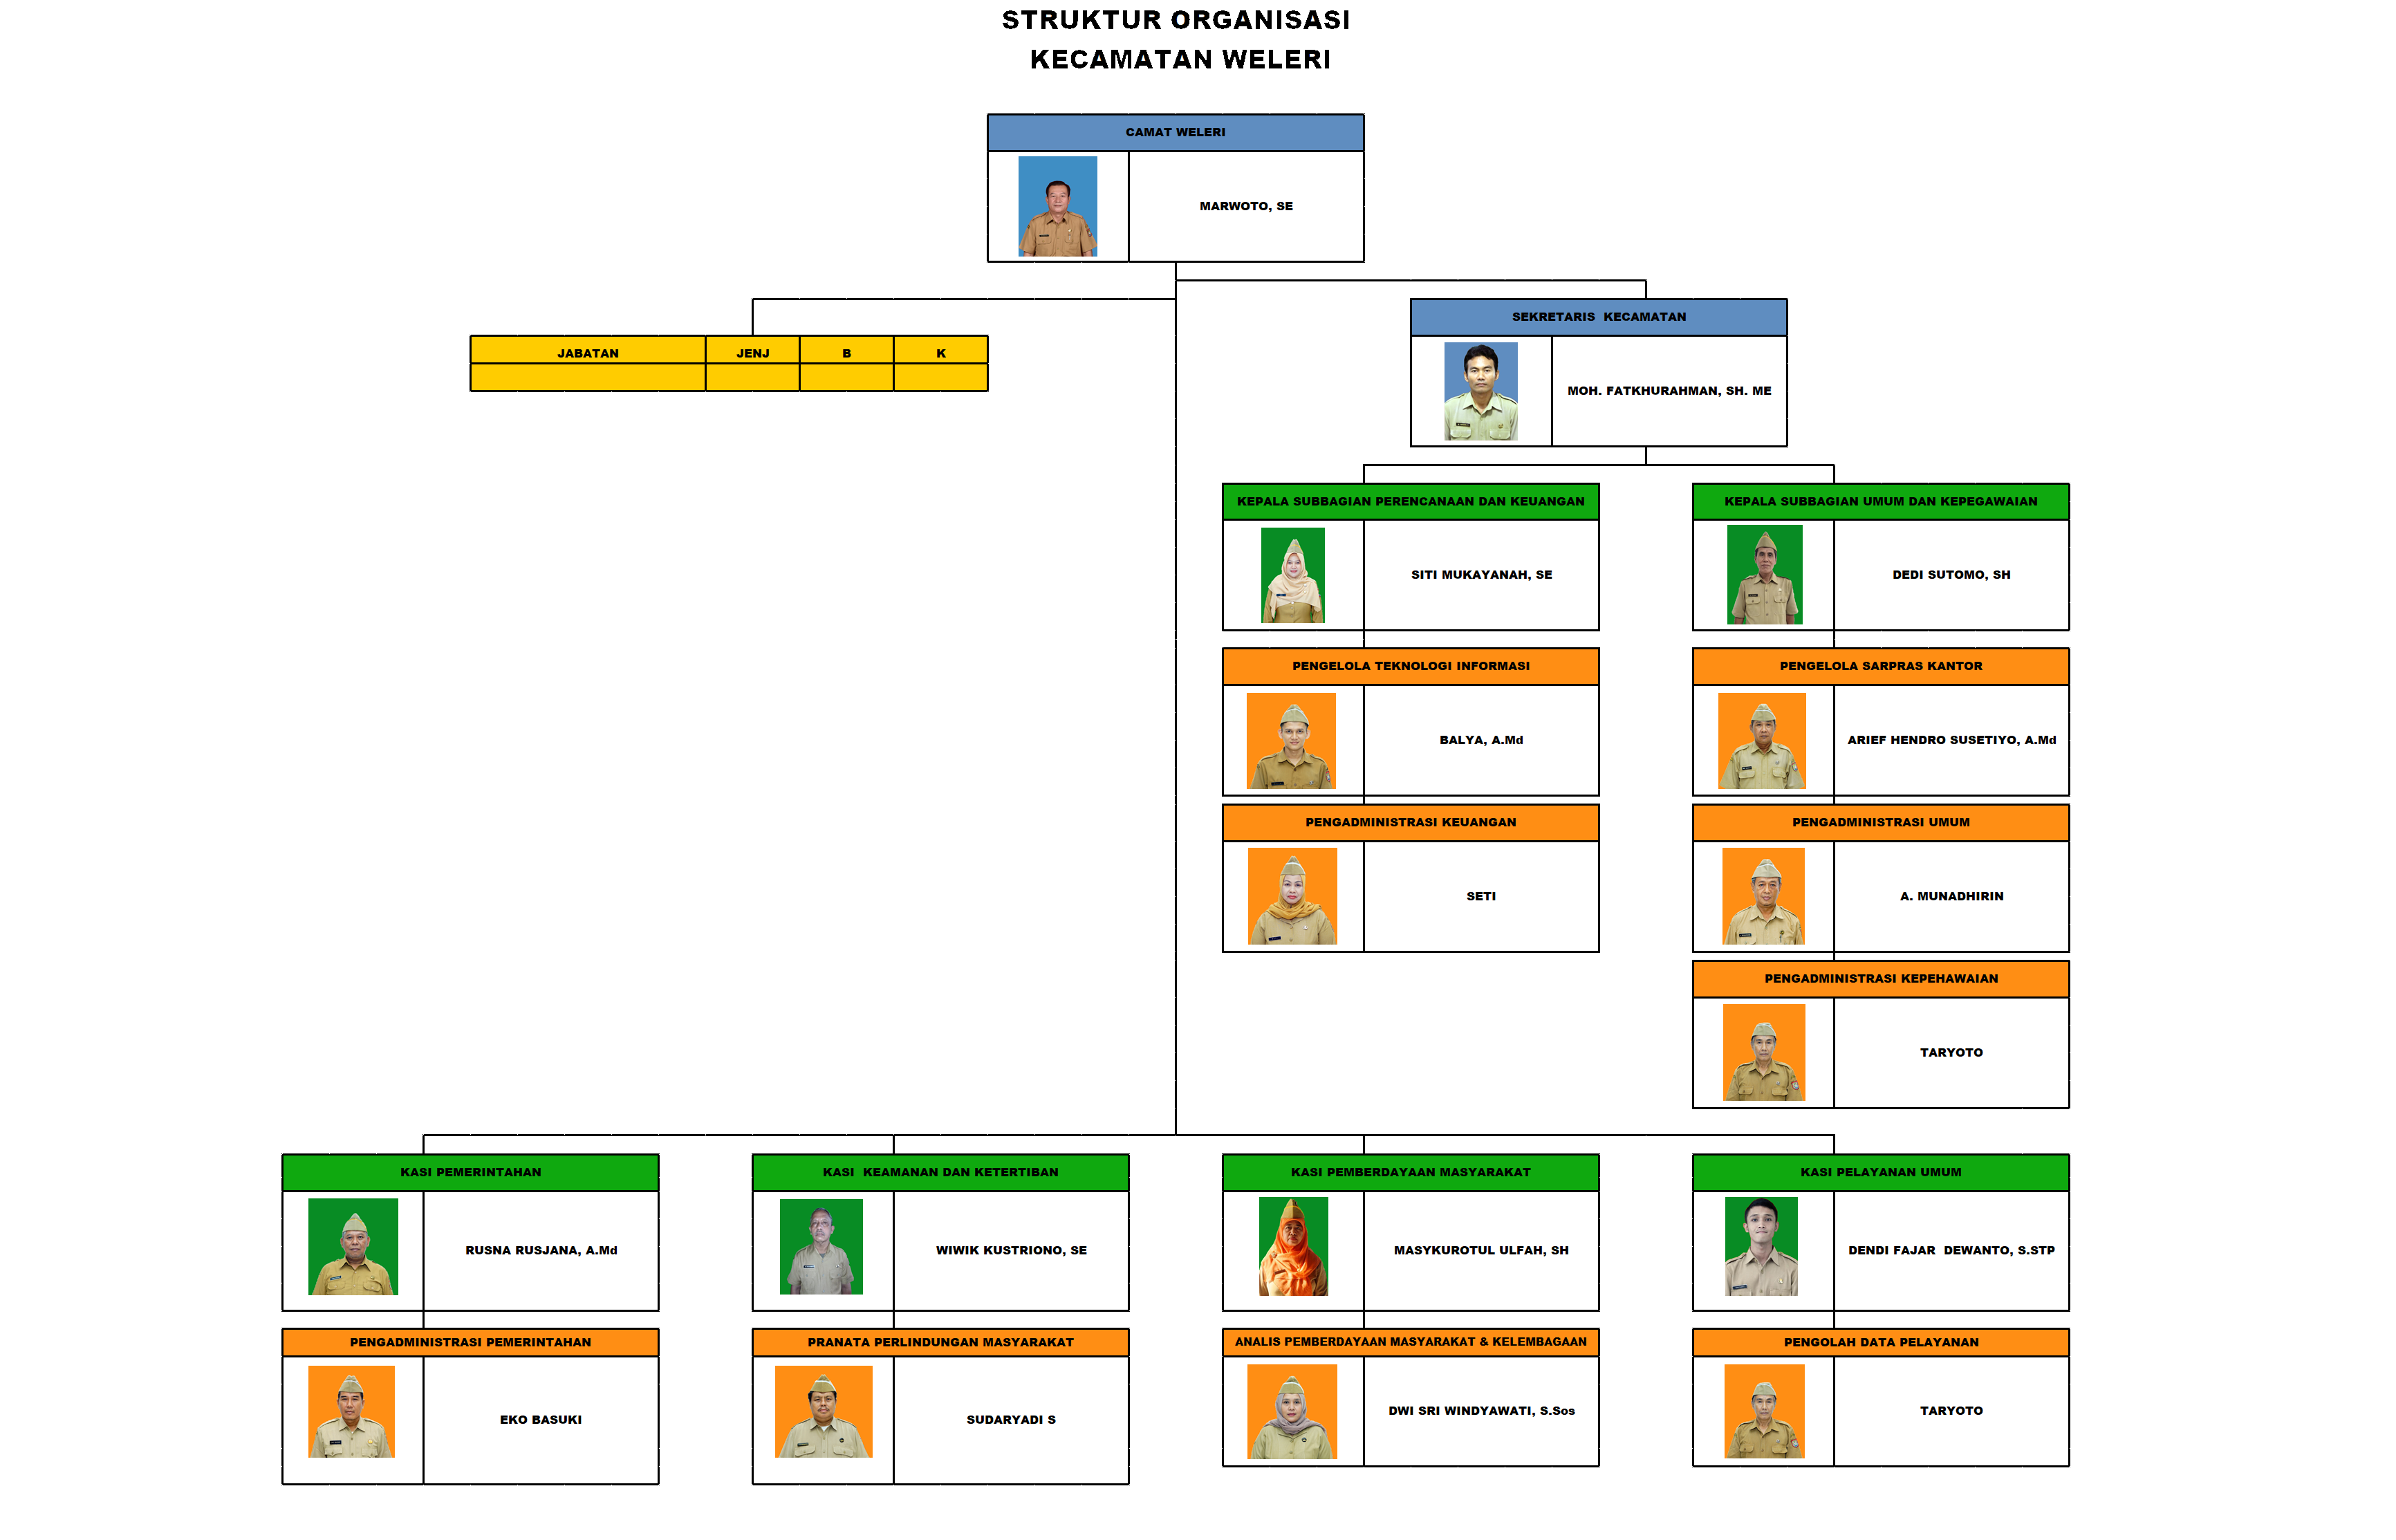 STRUKTUR ORGANISASI
KECAMATAN WELERI
CAMAT WELERI
MARWOTO, SE
SEKRETARIS  KECAMATAN
MOH. FATKHURAHMAN, SH. ME
JABATAN
JENJ
B
K
KEPALA SUBBAGIAN PERENCANAAN DAN KEUANGAN
SITI MUKAYANAH, SE
KEPALA SUBBAGIAN UMUM DAN KEPEGAWAIAN
DEDI SUTOMO, SH
PENGELOLA TEKNOLOGI INFORMASI
BALYA, A.Md
PENGELOLA SARPRAS KANTOR
ARIEF HENDRO SUSETIYO, A.Md
PENGADMINISTRASI KEUANGAN
SETI
PENGADMINISTRASI UMUM
A. MUNADHIRIN
PENGADMINISTRASI KEPEHAWAIAN
TARYOTO
KASI PEMERINTAHAN
RUSNA RUSJANA, A.Md
KASI  KEAMANAN DAN KETERTIBAN
WIWIK KUSTRIONO, SE
KASI PEMBERDAYAAN MASYARAKAT
MASYKUROTUL ULFAH, SH
KASI PELAYANAN UMUM
DENDI FAJAR  DEWANTO, S.STP
PENGADMINISTRASI PEMERINTAHAN
EKO BASUKI
PRANATA PERLINDUNGAN MASYARAKAT
SUDARYADI S
ANALIS PEMBERDAYAAN MASYARAKAT & KELEMBAGAAN
DWI SRI WINDYAWATI, S.Sos
PENGOLAH DATA PELAYANAN
TARYOTO